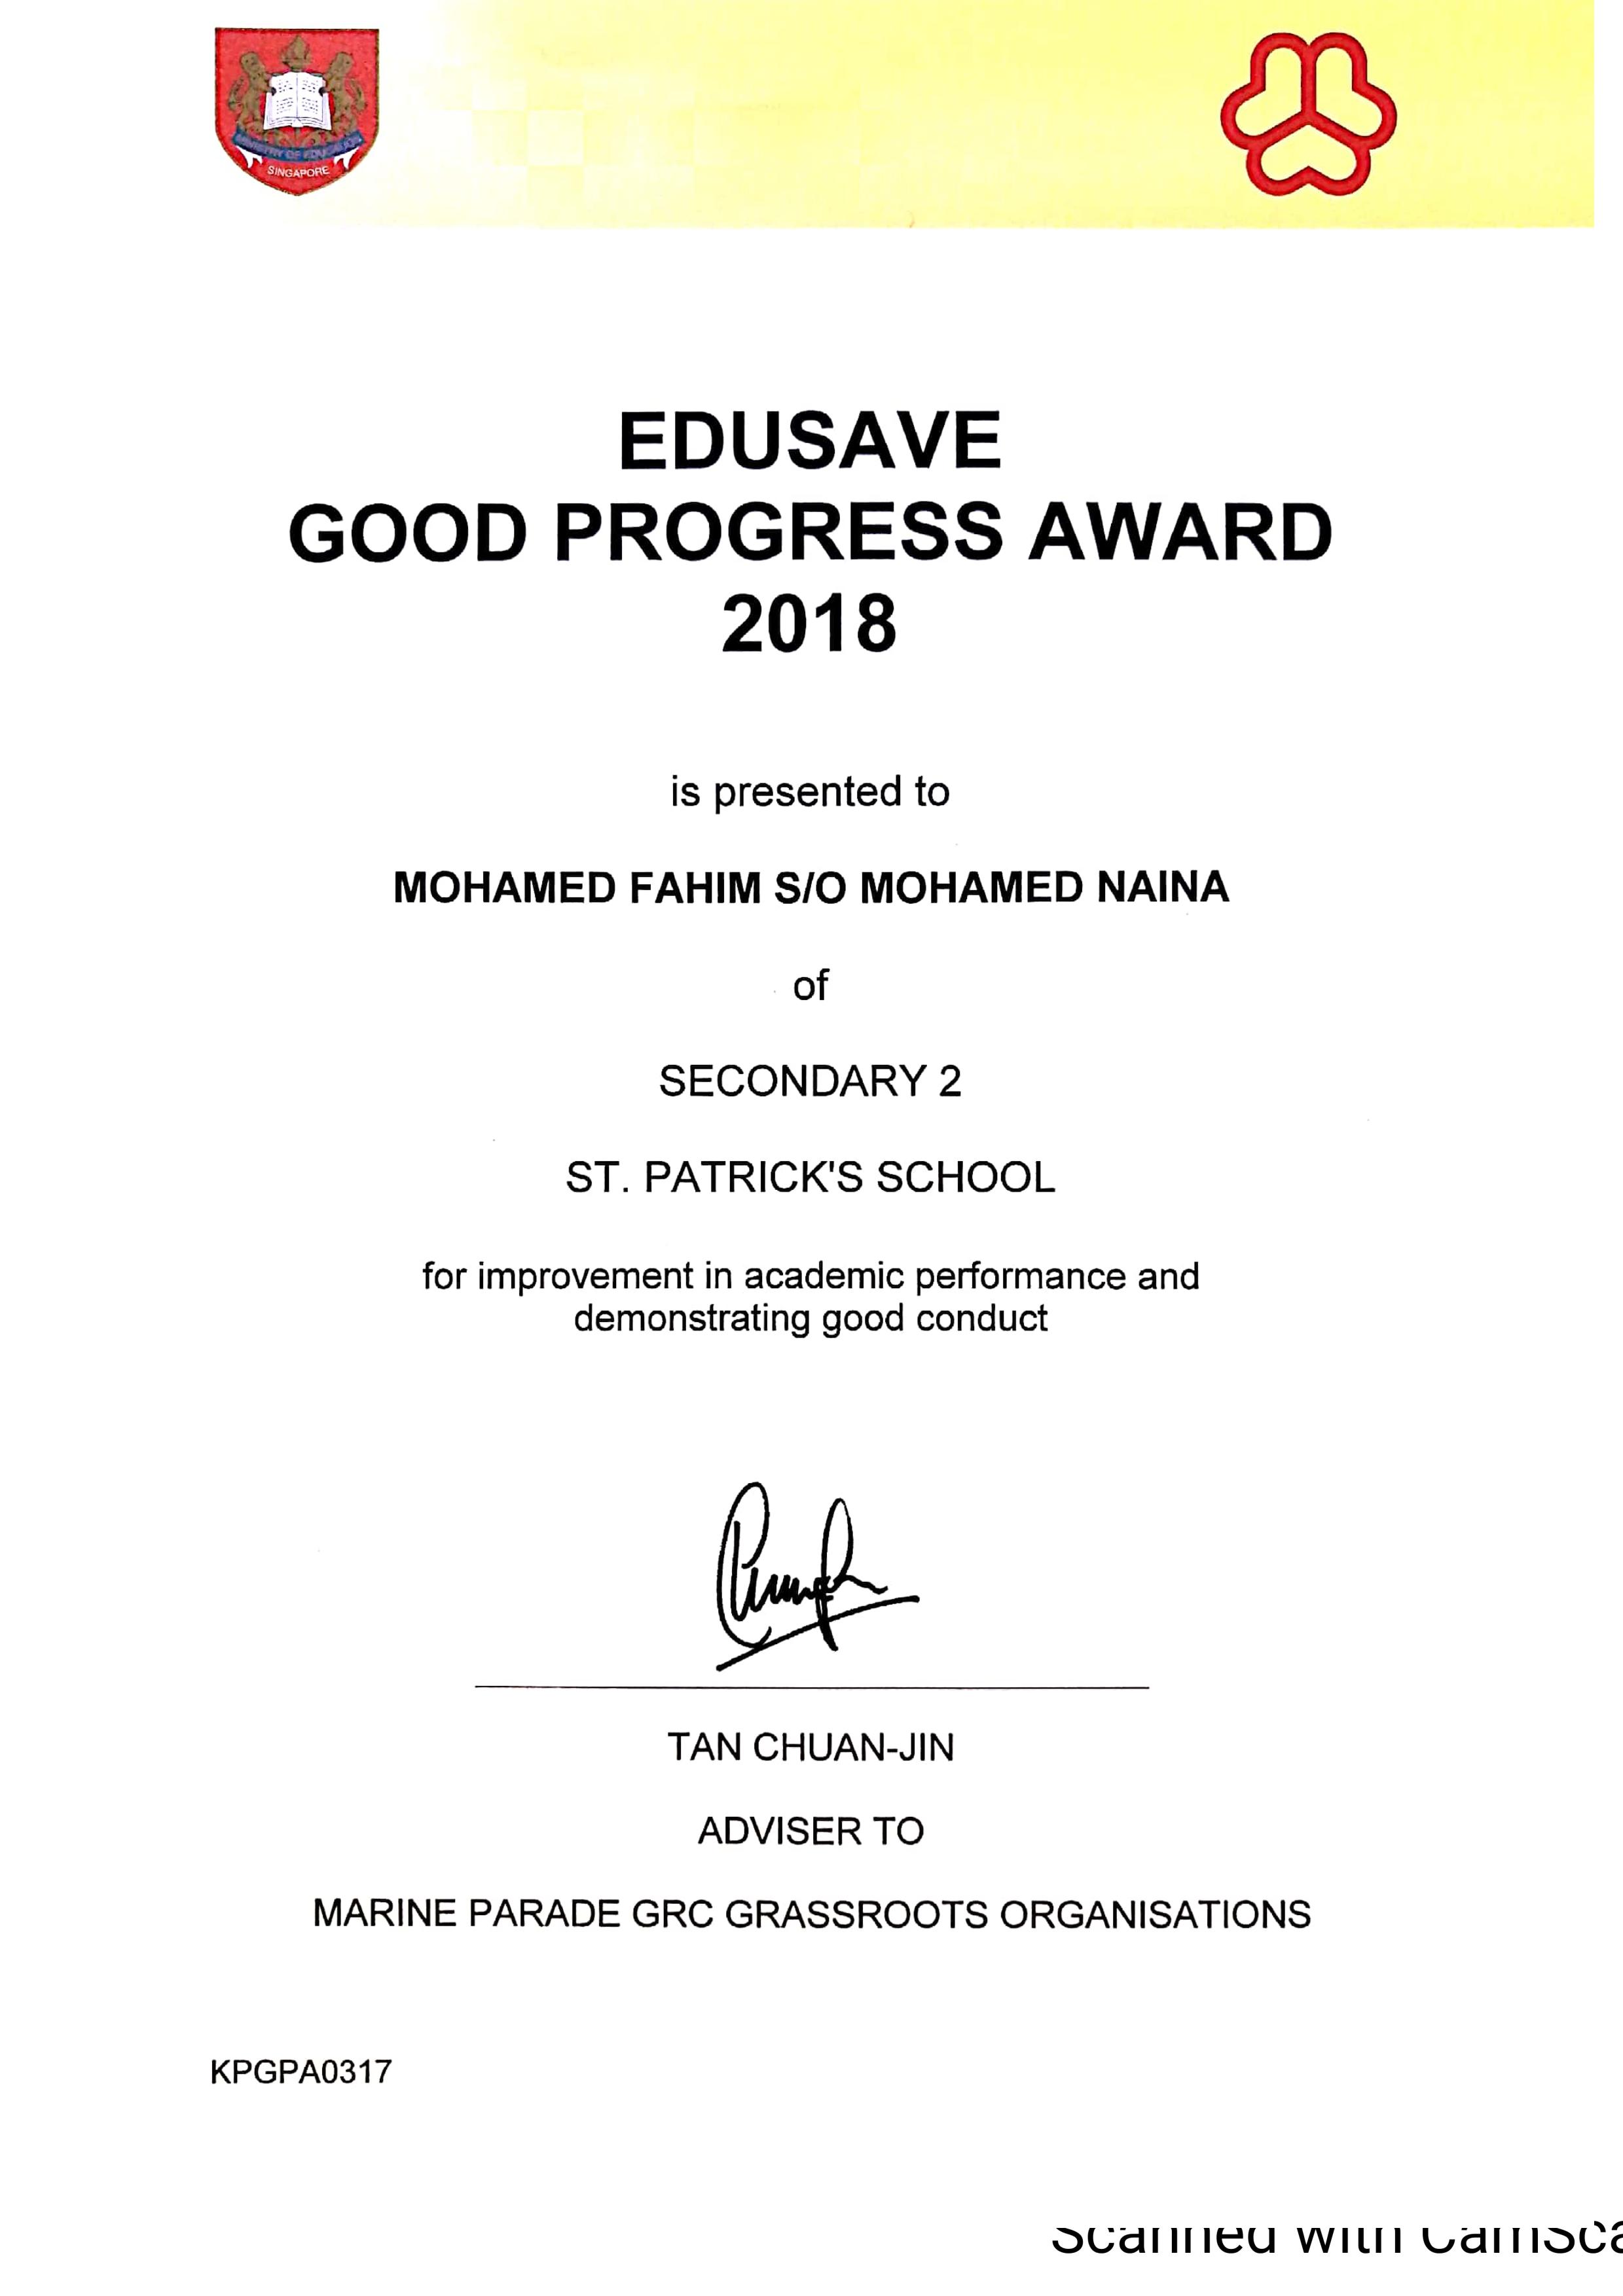 MINISTRY OF EDUCATION
SINGAPORE
EDUSAVE
GOOD PROGRESS AWARD
2018
is presented to
MOHAMED FAHIM S/O MOHAMED NAINA
of
SECONDARY 2
ST. PATRICK'S SCHOOL
for improvement in academic performance and
demonstrating good conduct
TAN CHUAN-JIN
ADVISER TO
MARINE PARADE GRC GRASSROOTS ORGANISATIONS
KPGPA0317
Scanned with CamSca